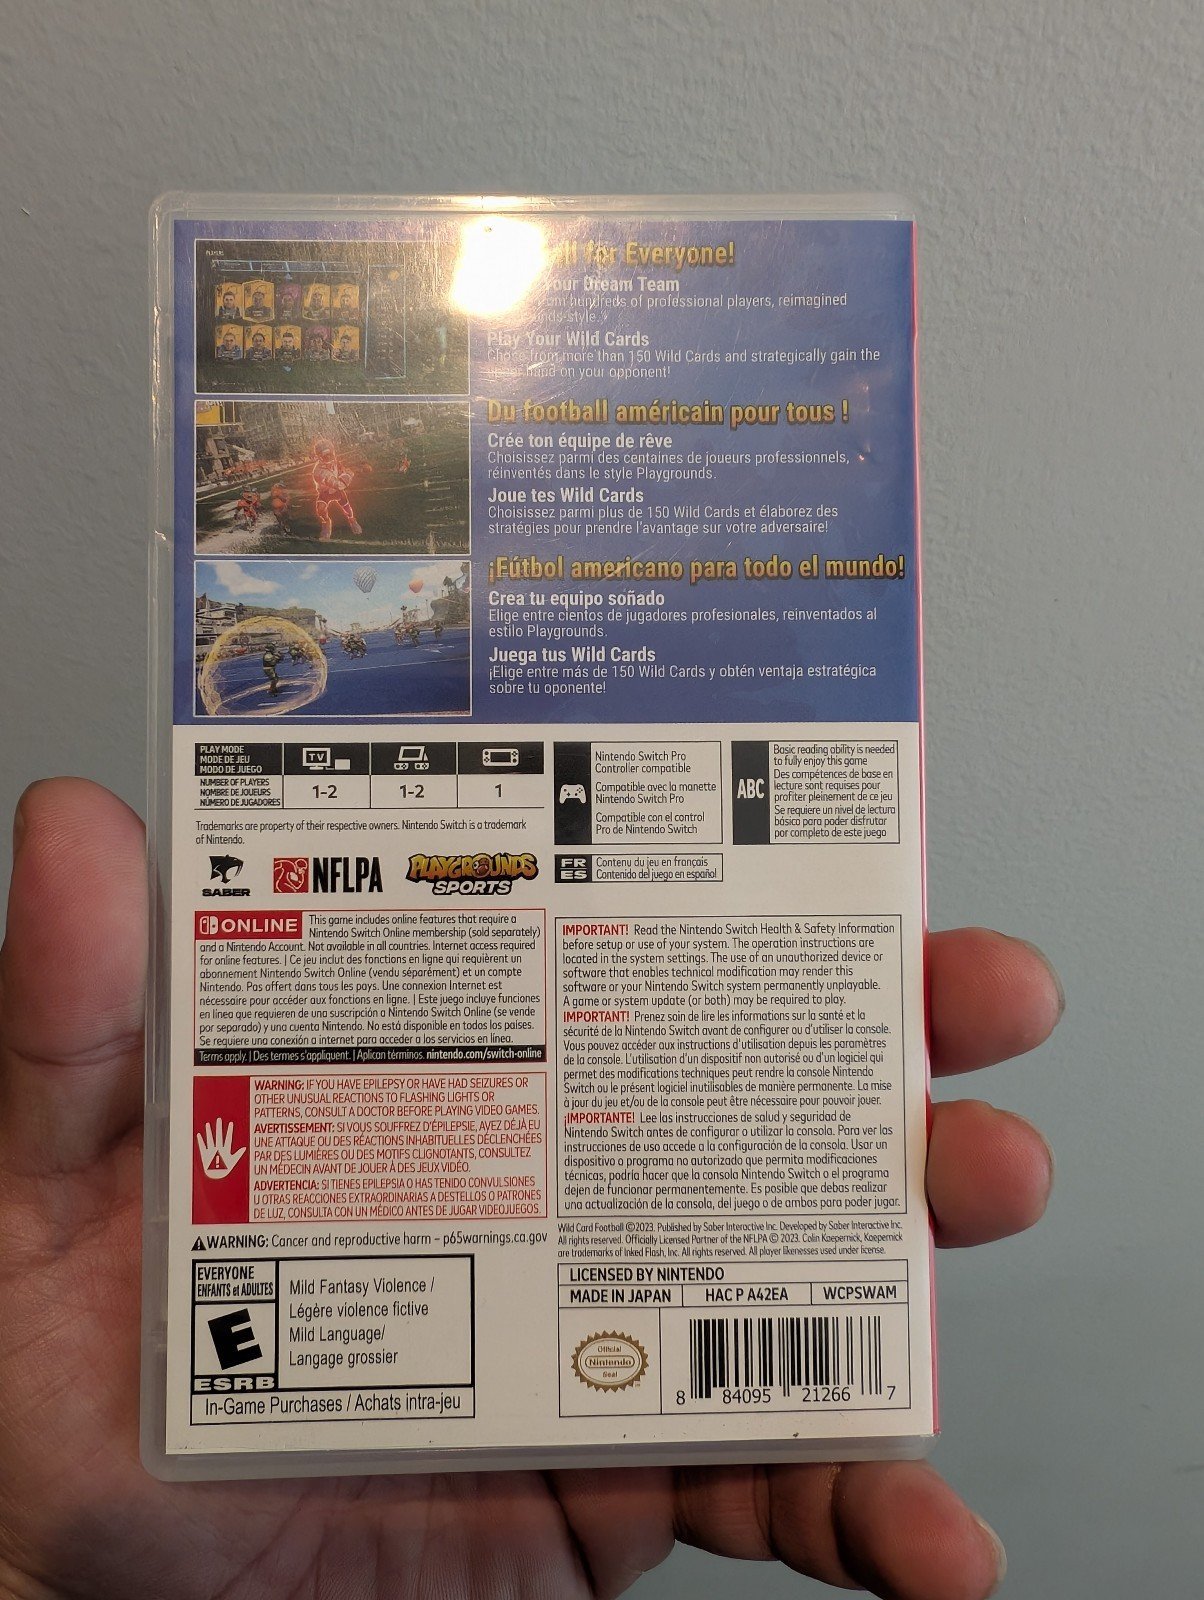 ll for Everyone!
our Dream Team
hundreds of professional players, reimagined
nds-style.
Play Your Wild Cards
Chose from more than 150 Wild Cards and strategically gain the
upper hand on your opponent!
Du football américain pour tous !
Crée ton équipe de rêve
Choisissez parmi des centaines de joueurs professionnels,
réinventés dans le style Playgrounds.
Joue tes Wild Cards
Choisissez parmi plus de 150 Wild Cards et élaborez des
stratégies pour prendre l'avantage sur votre adversaire!
¡Fútbol americano para todo el mundo!
Crea tu equipo soñado
Elige entre cientos de jugadores profesionales, reinventados al
estilo Playgrounds.
Juega tus Wild Cards
¡Elige entre más de 150 Wild Cards y obtén ventaja estratégica
sobre tu oponente!
PLAY MODE
MODE DE JEU
MODO DE JUEGO
TV
NUMBER OF PLAYERS
NOMBRE DE JOUEURS
NÚMERO DE JUGADORES
1-2
1-2
1
Nintendo Switch Pro
Controller compatible
Compatible avec la manette
Nintendo Switch Pro
Compatible con el control
Pro de Nintendo Switch
ABC
Basic reading ability is needed
to fully enjoy this game
Des compétences de base en
lecture sont requises pour
profiter pleinement de ce jeu
Se requiere un nivel de lectura
básico para poder disfrutar
por completo de este juego
Trademarks are property of their respective owners. Nintendo Switch is a trademark
of Nintendo.
SABER
NFLPA
PLAYGROUNDS
SPORTS
FR
ES
Contenu du jeu en français
Contenido del juego en español
ONLINE
This game includes online features that require a
Nintendo Switch Online membership (sold separately)
and a Nintendo Account. Not available in all countries. Internet access required
for online features. | Ce jeu inclut des fonctions en ligne qui requièrent un
abonnement Nintendo Switch Online (vendu séparément) et un compte
Nintendo. Pas offert dans tous les pays. Une connexion Internet est
nécessaire pour accéder aux fonctions en ligne. | Este juego incluye funciones
en línea que requieren de una suscripción a Nintendo Switch Online (se vende
por separado) y una cuenta Nintendo. No está disponible en todos los países.
Se requiere una conexión a internet para acceder a los servicios en línea.
Terms apply. | Des termes s'appliquent. | Aplican términos. nintendo.com/switch-online
WARNING: IF YOU HAVE EPILEPSY OR HAVE HAD SEIZURES OR
OTHER UNUSUAL REACTIONS TO FLASHING LIGHTS OR
PATTERNS, CONSULT A DOCTOR BEFORE PLAYING VIDEO GAMES.
AVERTISSEMENT: SI VOUS SOUFFREZ D'ÉPILEPSIE, AVEZ DÉJÀ EU
UNE ATTAQUE OU DES RÉACTIONS INHABITUELLES DÉCLENCHÉES
PAR DES LUMIÈRES OU DES MOTIFS CLIGNOTANTS, CONSULTEZ
UN MÉDECIN AVANT DE JOUER À DES JEUX VIDÉO.
ADVERTENCIA: SI TIENES EPILEPSIA O HAS TENIDO CONVULSIONES
U OTRAS REACCIONES EXTRAORDINARIAS A DESTELLOS O PATRONES
DE LUZ, CONSULTA CON UN MÉDICO ANTES DE JUGAR VIDEOJUEGOS.
WARNING: Cancer and reproductive harm – p65warnings.ca.gov
IMPORTANT! Read the Nintendo Switch Health & Safety Information
before setup or use of your system. The operation instructions are
located in the system settings. The use of an unauthorized device or
software that enables technical modification may render this
software or your Nintendo Switch system permanently unplayable.
A game or system update (or both) may be required to play.
IMPORTANT! Prenez soin de lire les informations sur la santé et la
sécurité de la Nintendo Switch avant de configurer ou d'utiliser la console.
Vous pouvez accéder aux instructions d'utilisation depuis les paramètres
de la console. L'utilisation d'un dispositif non autorisé ou d'un logiciel qui
permet des modifications techniques peut rendre la console Nintendo
Switch ou le présent logiciel inutilisables de manière permanente. La mise
à jour du jeu et/ou de la console peut être nécessaire pour pouvoir jouer.
¡IMPORTANTE! Lee las instrucciones de salud y seguridad de
Nintendo Switch antes de configurar o utilizar la consola. Para ver las
instrucciones de uso accede a la configuración de la consola. Usar un
dispositivo o programa no autorizado que permita modificaciones
técnicas, podría hacer que la consola Nintendo Switch o el programa
dejen de funcionar permanentemente. Es posible que debas realizar
una actualización de la consola, del juego o de ambos para poder jugar.
Wild Card Football ©2023. Published by Saber Interactive Inc. Developed by Saber Interactive Inc.
All rights reserved. Officially Licensed Partner of the NFLPA © 2023. Colin Kaepernick, Kaepernick
are trademarks of Inked Flash, Inc. All rights reserved. All player likenesses used under license.
EVERYONE
ENFANTS et ADULTES
E
ESRB
Mild Fantasy Violence /
Légère violence fictive
Mild Language/
Langage grossier
In-Game Purchases / Achats intra-jeu
LICENSED BY NINTENDO
MADE IN JAPAN
HAC P A42EA
WCPSWAM
Official
Nintendo
Seal
8 84095 21266 7